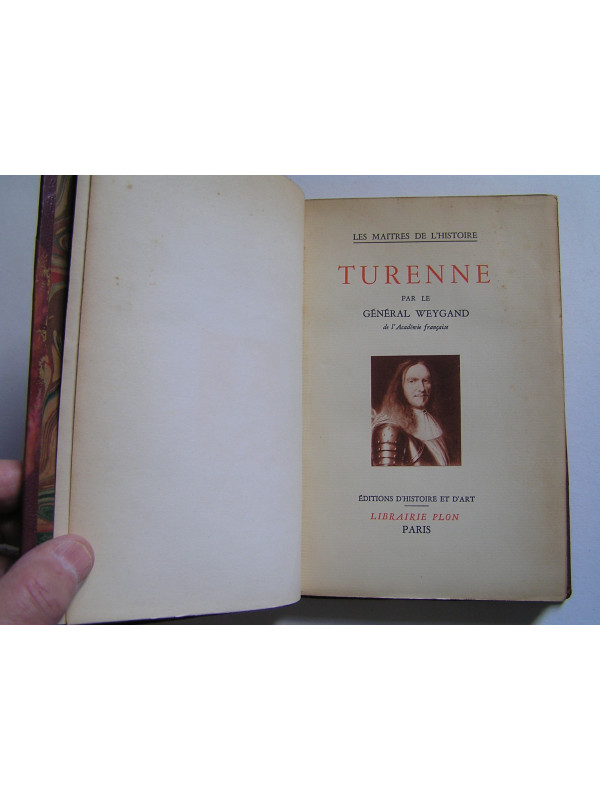 LES MAITRES DE L'HISTOIRE
TURENNE
PAR LE
GÉNÉRAL WEYGAND
de l'Académie française
ÉDITIONS D'HISTOIRE ET D'ART
LIBRAIRIE PLON
PARIS